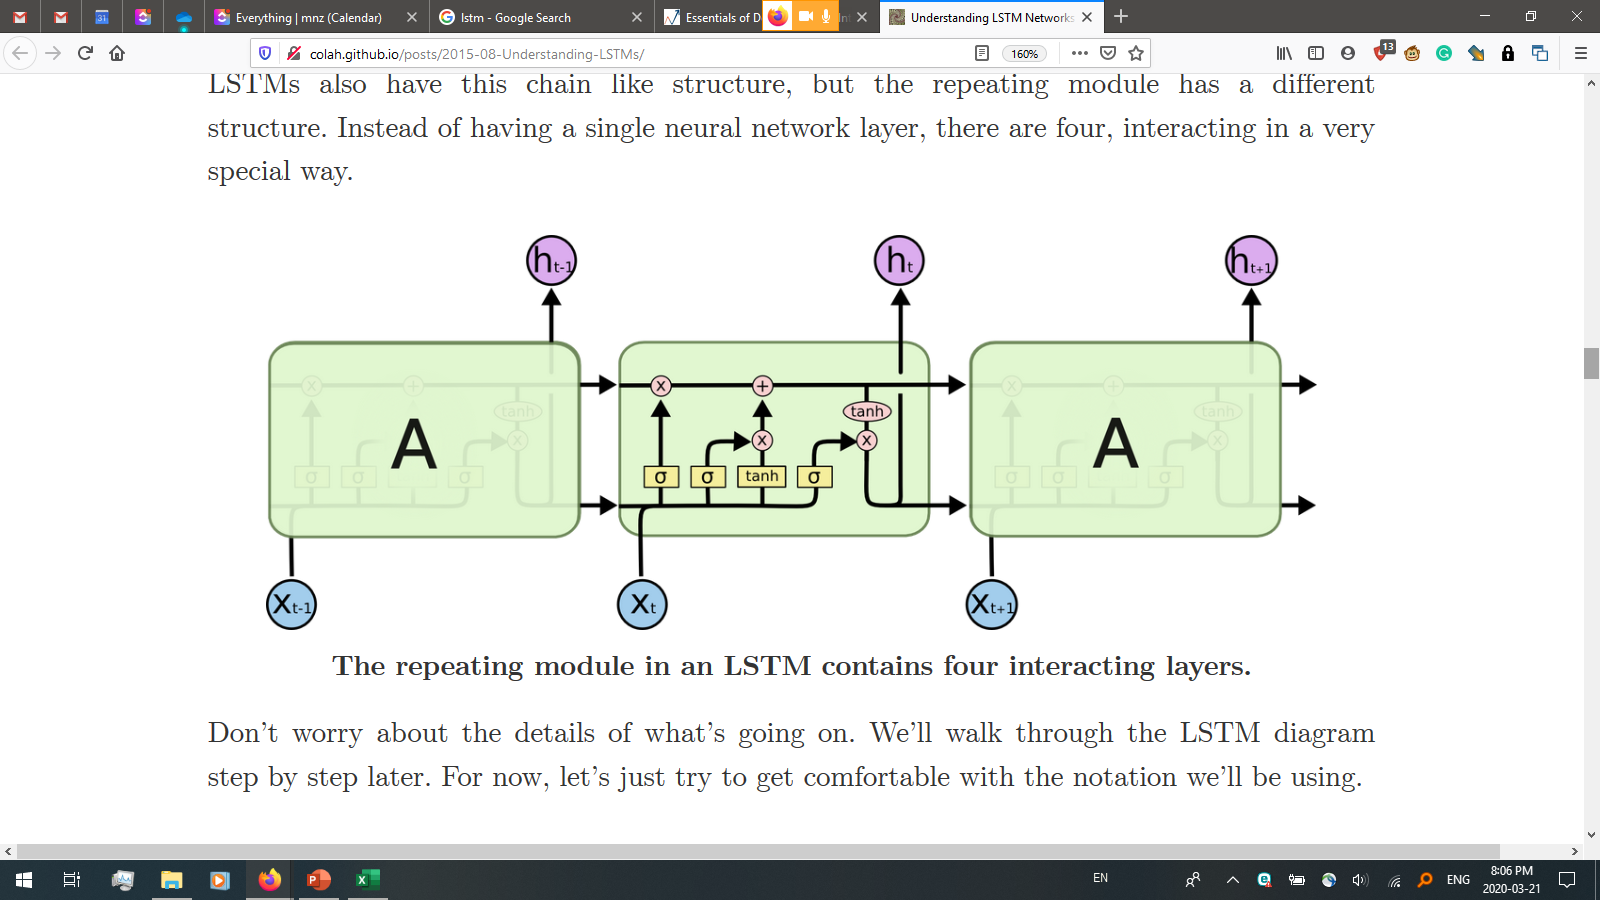 Everything | mnz (Calendar)
lstm - Google Search
Essentials of D
Understanding LSTM Networks
colah.github.io/posts/2015-08-Understanding-LSTMs/
160%
13
31
LSTMs also have this chain like structure, but the repeating module has a different
structure. Instead of having a single neural network layer, there are four, interacting in a very
special way.
ht-1
ht
ht+1
x + tanh x
x + tanh x
x + tanh x
A
A
σ σ σ
σ σ tanh σ
σ σ σ
Xt-1
Xt
Xt+1
The repeating module in an LSTM contains four interacting layers.
Don’t worry about the details of what’s going on. We’ll walk through the LSTM diagram
step by step later. For now, let’s just try to get comfortable with the notation we’ll be using.
EN
ENG
8:06 PM
2020-03-21